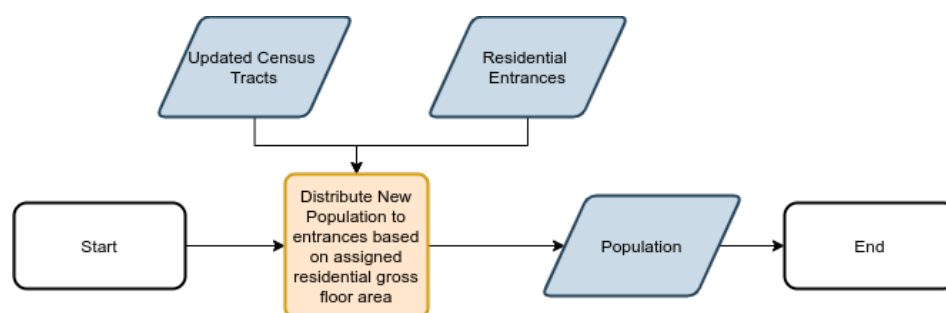 Updated Census
Tracts
Residential
Entrances
Start
Distribute New
Population to
entrances based
on assigned
residential gross
floor area
Population
End